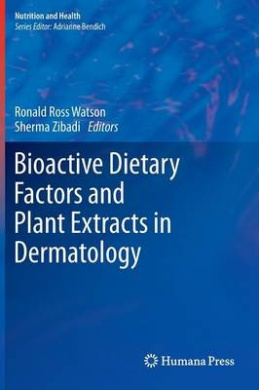 Nutrition and Health
Series Editor: Adrianne Bendich
Ronald Ross Watson
Sherma Zibadi Editors
Bioactive Dietary
Factors and
Plant Extracts in
Dermatology
Humana Press